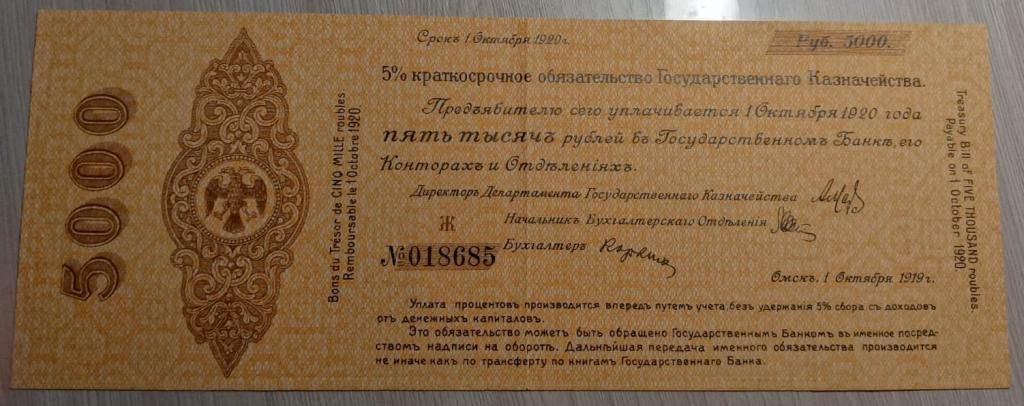 5000
Bons du Trésor de CINQ MILLE roubles
Remboursable le 1 Octobre 1920.
Срокъ 1 Октября 1920 г.
Руб. 5000.
5% краткосрочное обязательство Государственнаго Казначейства.
Предъявителю сего уплачивается 1 Октября 1920 года
пять тысячъ рублей въ Государственномъ Банкѣ, его
Конторахъ и Отдѣленіяхъ.
Директоръ Департамента Государственнаго Казначейства
Начальникъ Бухгалтерскаго Отдѣленія
Ж
Бухгалтеръ
№ 018685
Омскъ, 1 Октября 1919 г.
Уплата процентовъ производится впередъ путемъ учета, безъ удержания 5% сбора съ доходовъ
отъ денежныхъ капиталовъ.
Это обязательство можетъ быть обращено Государственнымъ Банкомъ въ именное посред-
ствомъ надписи на оборотѣ. Дальнѣйшая передача именного обязательства производится
не иначе какъ по трансферту по книгамъ Государственнаго Банка.
Treasury Bill of FIVE THOUSAND roubles.
Payable on 1 October 1920.